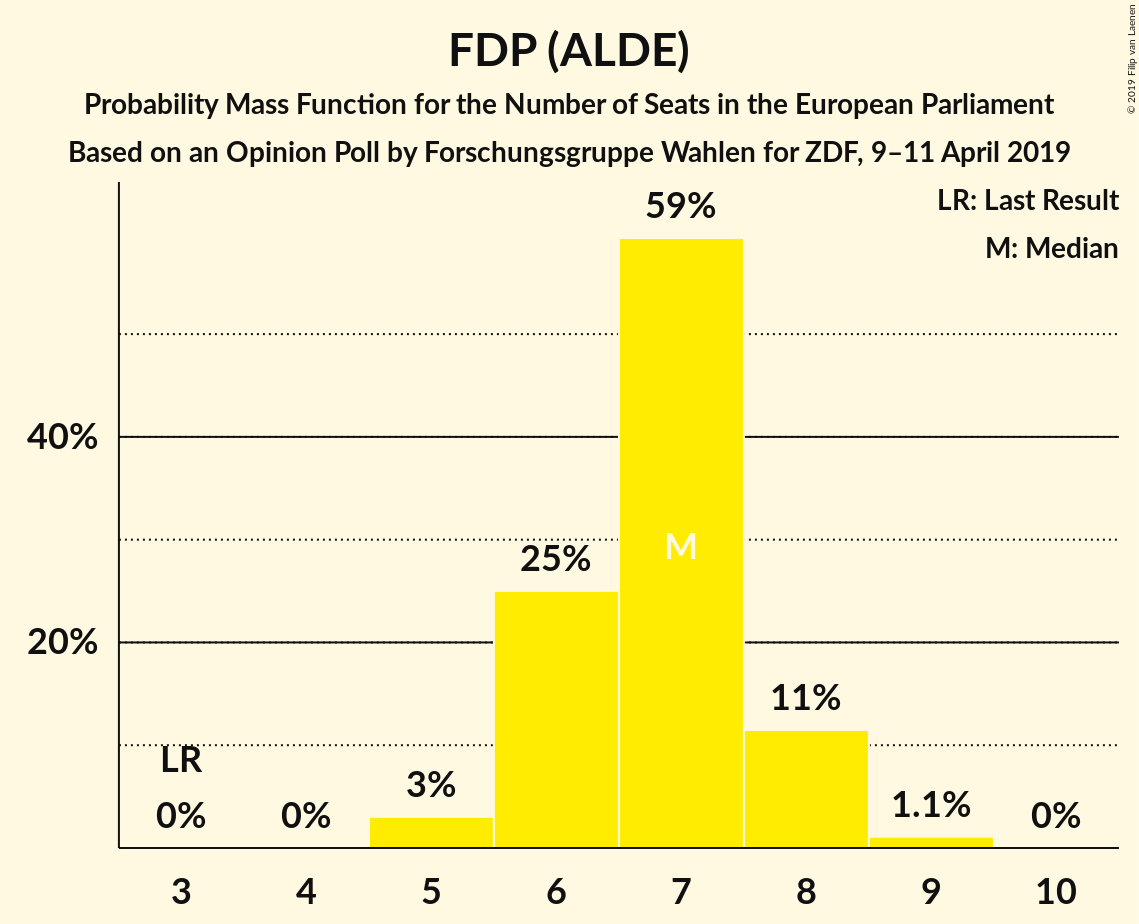 FDP (ALDE)
Probability Mass Function for the Number of Seats in the European Parliament
Based on an Opinion Poll by Forschungsgruppe Wahlen for ZDF, 9–11 April 2019
© 2019 Filip van Laenen
LR: Last Result
M: Median
59%
40%
25%
M
20%
11%
LR
3%
1.1%
0% 0% 0%
3 4 5 6 7 8 9 10